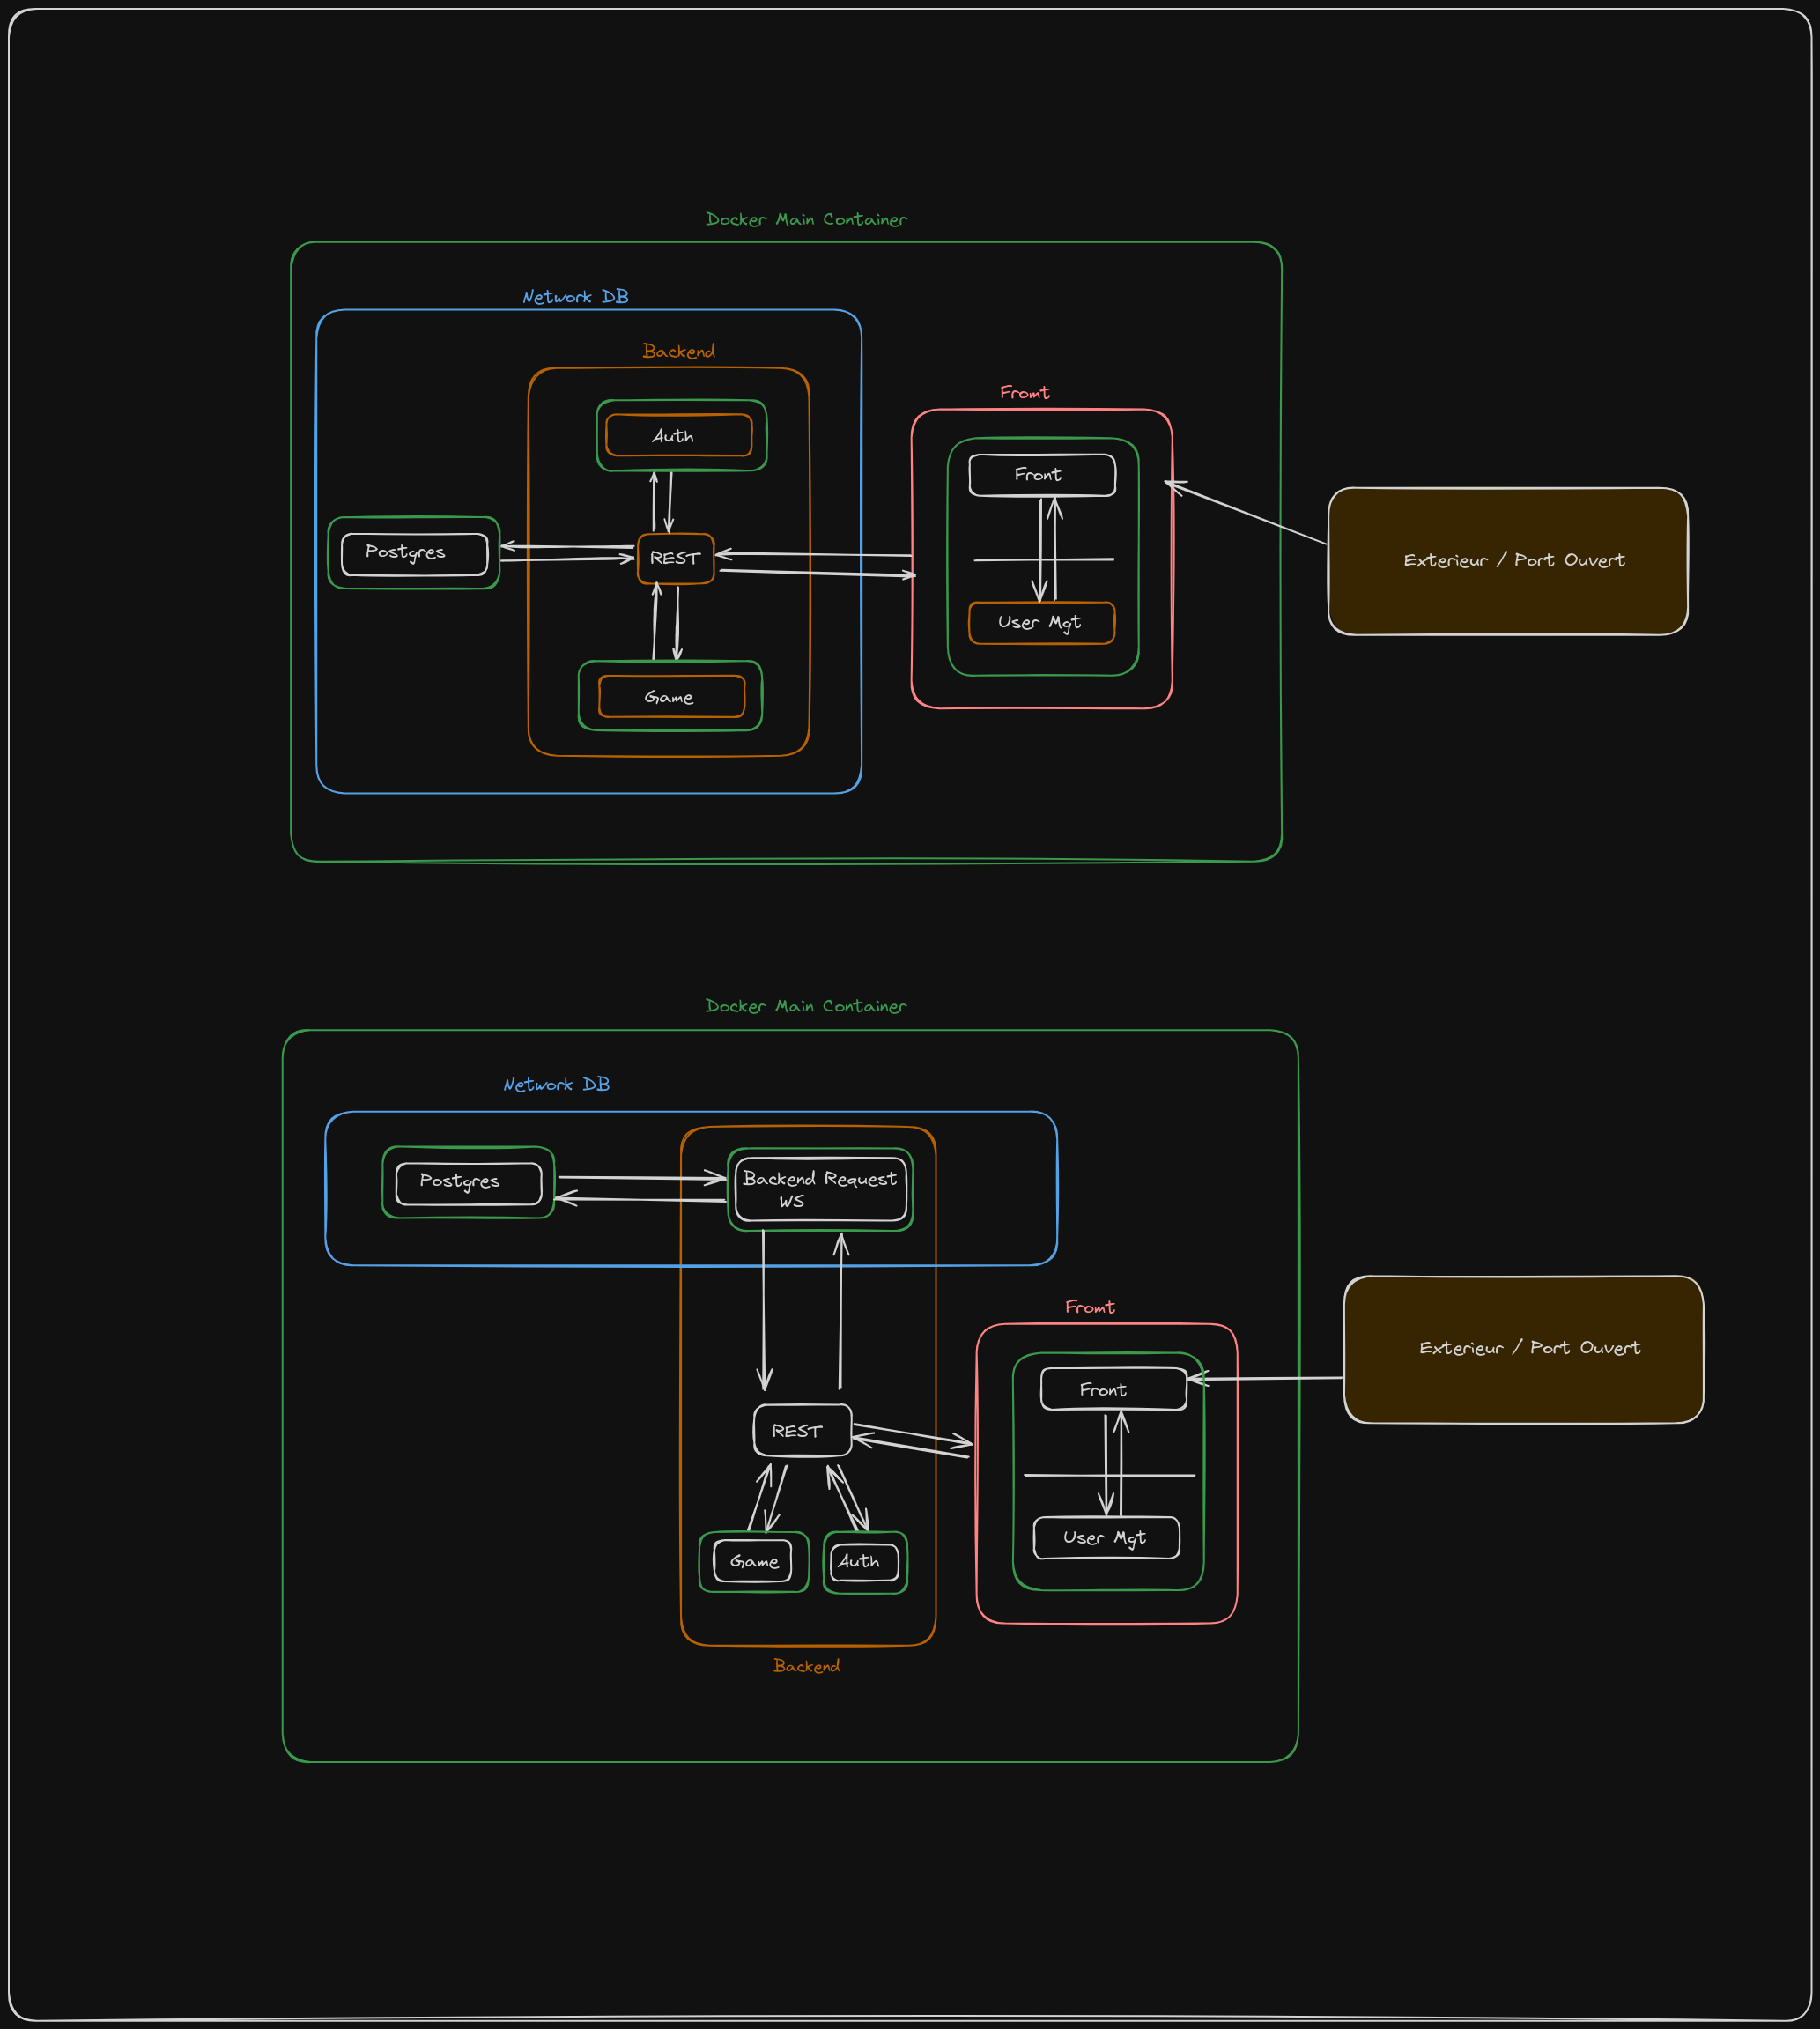 Docker Main Container
Network DB
Backend
Fromt
Auth
Front
Postgres
REST
Exterieur / Port Ouvert
User Mgt
Game
Docker Main Container
Network DB
Postgres
Backend Request
WS
Fromt
Exterieur / Port Ouvert
Front
REST
User Mgt
Game
Auth
Backend